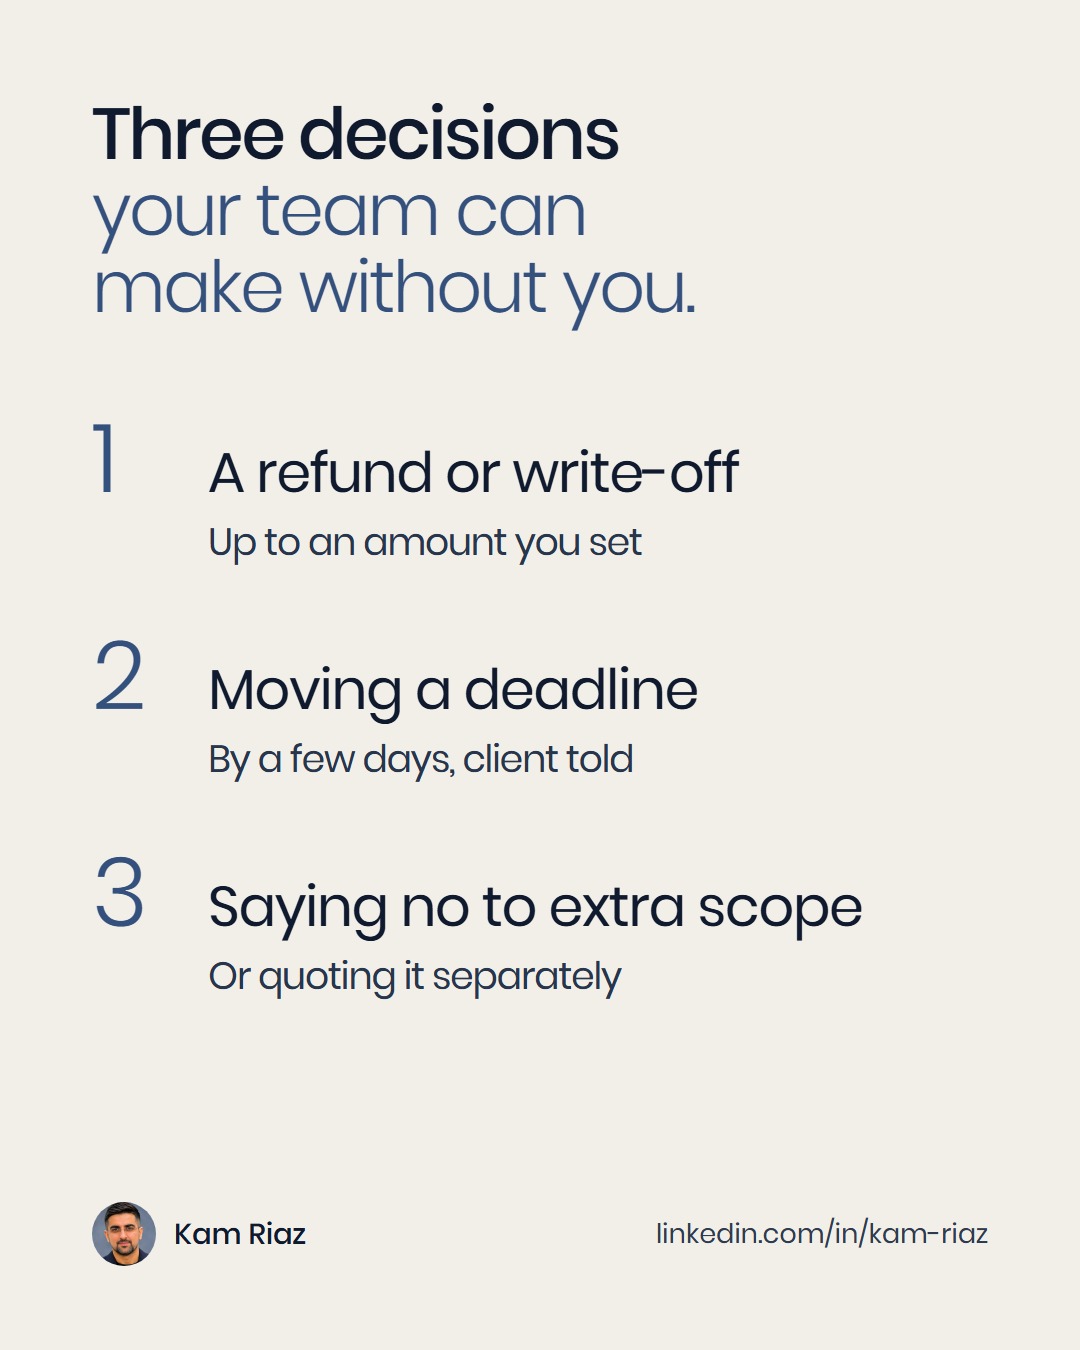 Three decisions
your team can
make without you.
1
A refund or write-off
Up to an amount you set
2
Moving a deadline
By a few days, client told
3
Saying no to extra scope
Or quoting it separately
Kam Riaz
linkedin.com/in/kam-riaz